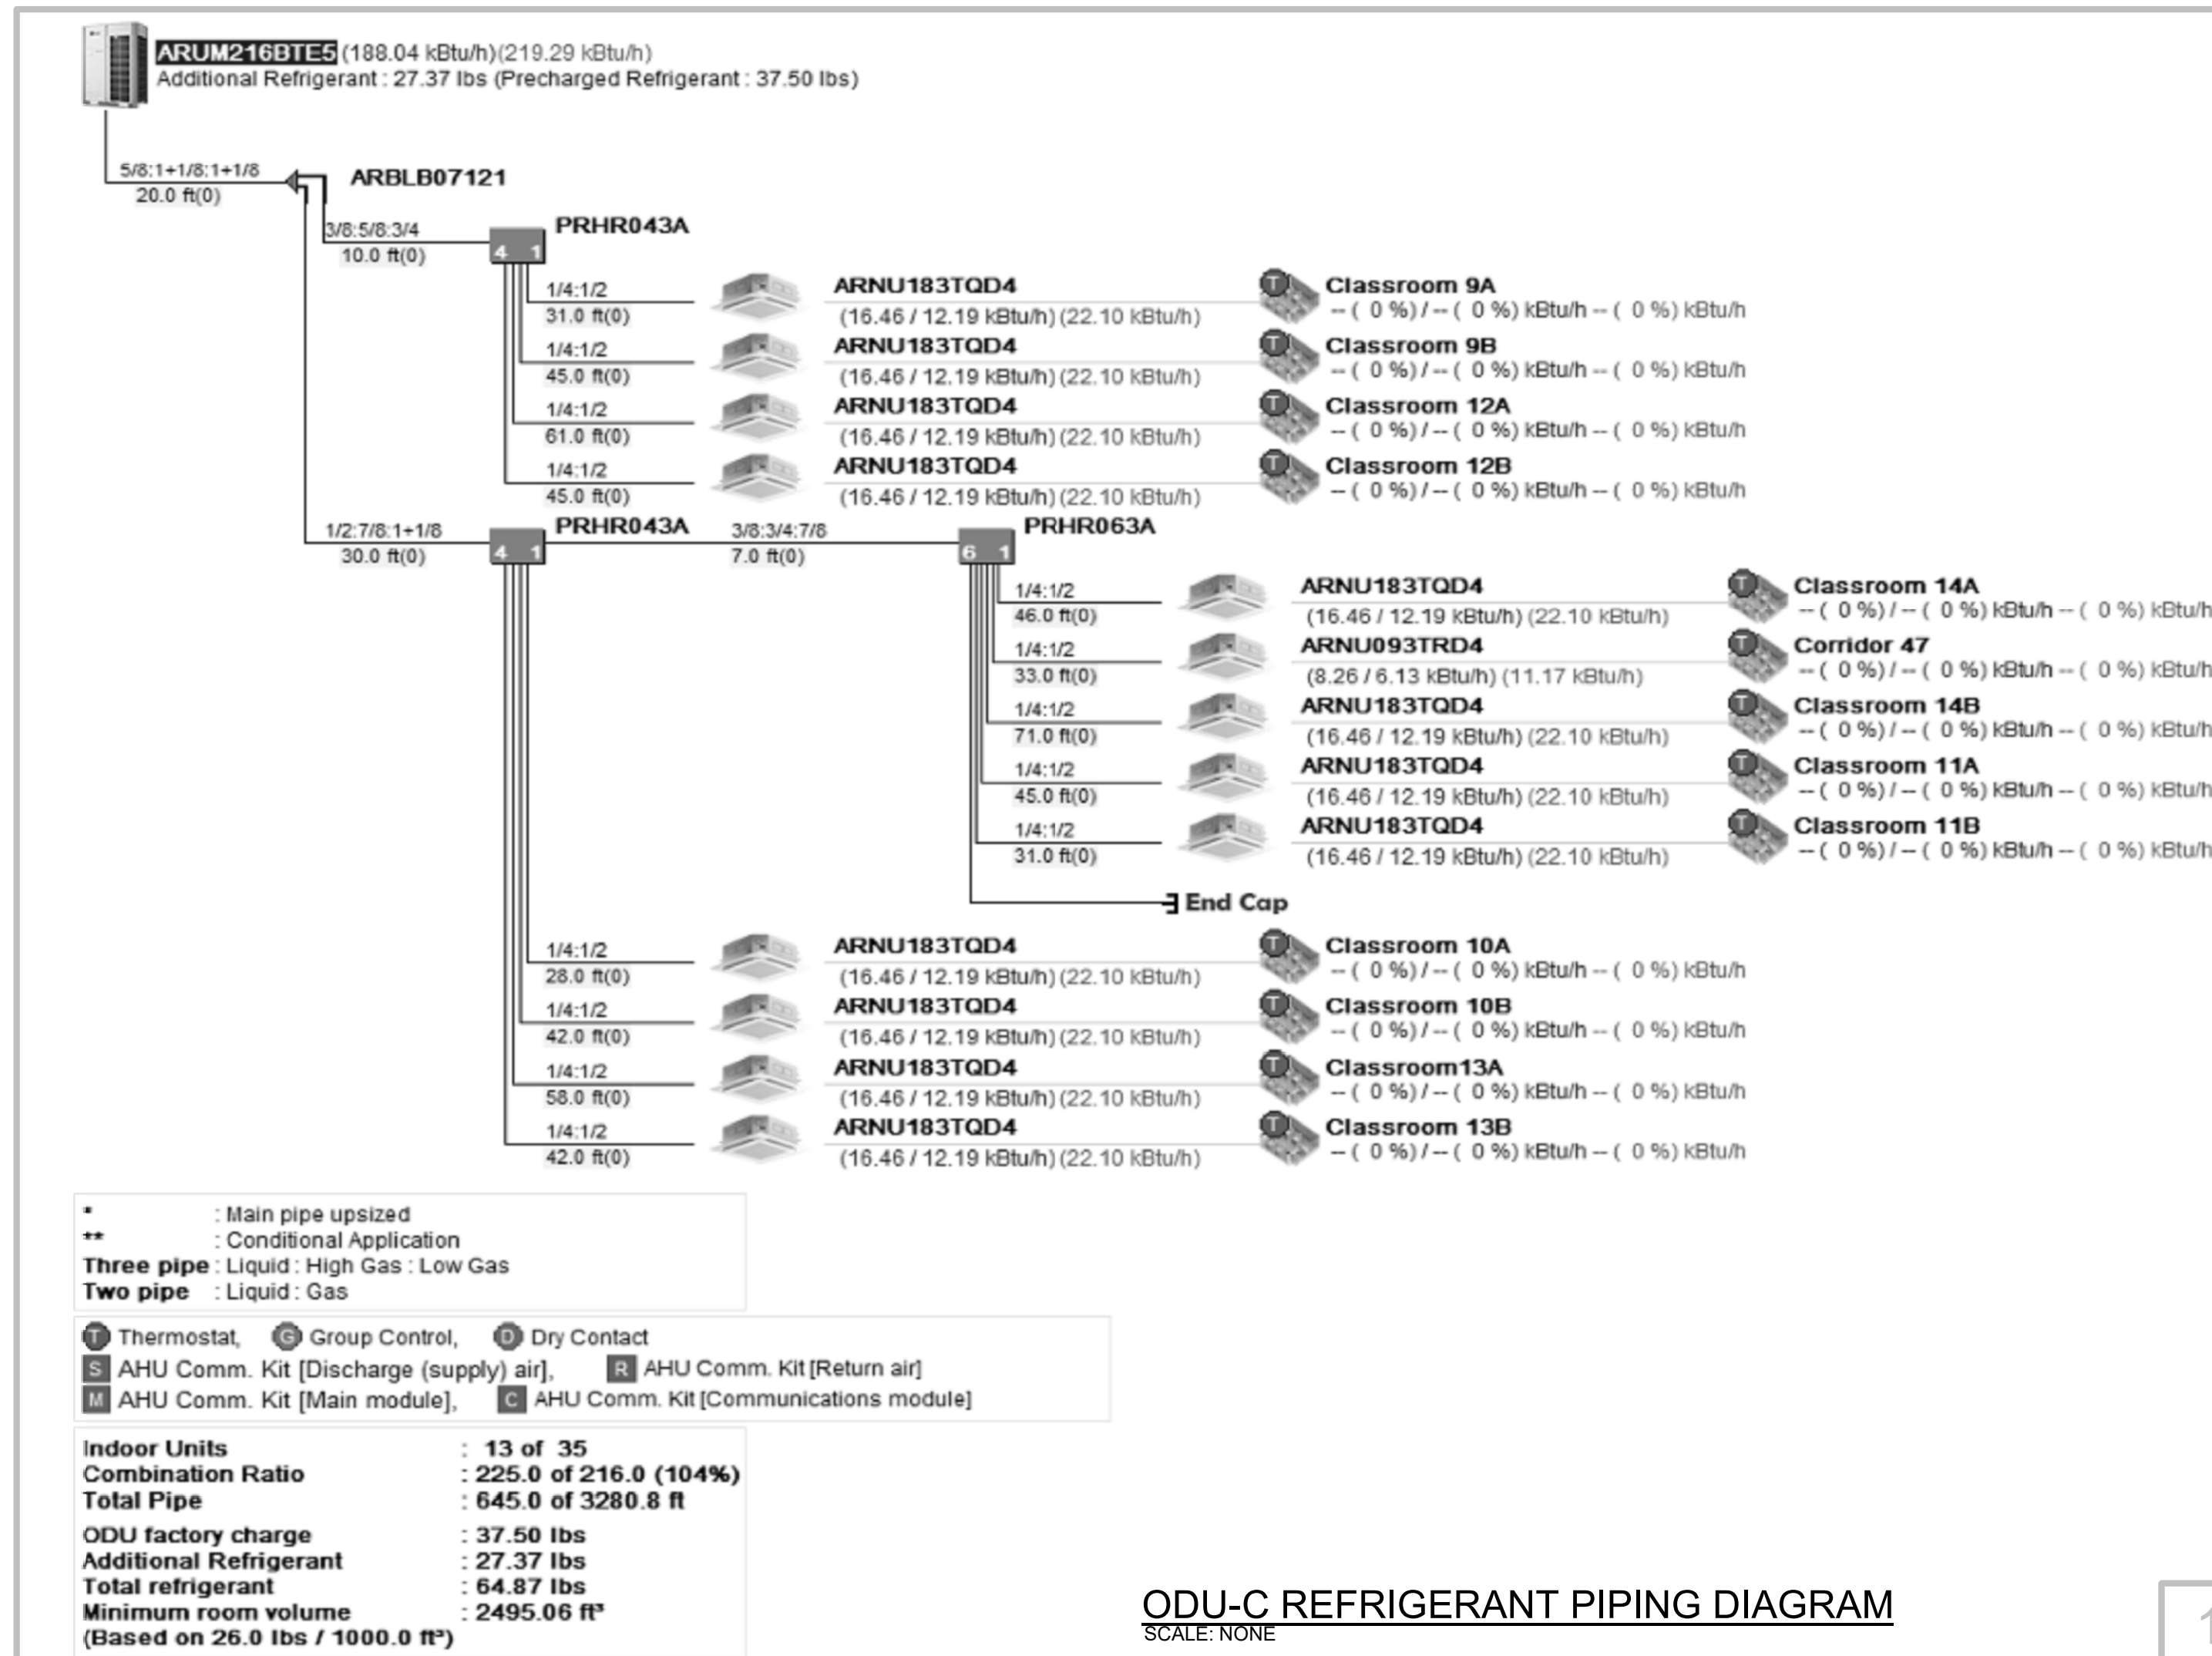 ARUM216BTE5 (188.04 kBtu/h)(219.29 kBtu/h)
Additional Refrigerant : 27.37 lbs (Precharged Refrigerant : 37.50 lbs)
5/8:1+1/8:1+1/8
20.0 ft(0)
ARBLB07121
3/8:5/8:3/4
10.0 ft(0)
PRHR043A
4 1
1/4:1/2
31.0 ft(0)
ARNU183TQD4
(16.46 / 12.19 kBtu/h) (22.10 kBtu/h)
T
Classroom 9A
-- ( 0 %) / -- ( 0 %) kBtu/h -- ( 0 %) kBtu/h
1/4:1/2
45.0 ft(0)
ARNU183TQD4
(16.46 / 12.19 kBtu/h) (22.10 kBtu/h)
T
Classroom 9B
-- ( 0 %) / -- ( 0 %) kBtu/h -- ( 0 %) kBtu/h
1/4:1/2
61.0 ft(0)
ARNU183TQD4
(16.46 / 12.19 kBtu/h) (22.10 kBtu/h)
T
Classroom 12A
-- ( 0 %) / -- ( 0 %) kBtu/h -- ( 0 %) kBtu/h
1/4:1/2
45.0 ft(0)
ARNU183TQD4
(16.46 / 12.19 kBtu/h) (22.10 kBtu/h)
T
Classroom 12B
-- ( 0 %) / -- ( 0 %) kBtu/h -- ( 0 %) kBtu/h
1/2:7/8:1+1/8
30.0 ft(0)
PRHR043A
4 1
3/8:3/4:7/8
7.0 ft(0)
PRHR063A
6 1
1/4:1/2
46.0 ft(0)
ARNU183TQD4
(16.46 / 12.19 kBtu/h) (22.10 kBtu/h)
T
Classroom 14A
-- ( 0 %) / -- ( 0 %) kBtu/h -- ( 0 %) kBtu/h
1/4:1/2
33.0 ft(0)
ARNU093TRD4
(8.26 / 6.13 kBtu/h) (11.17 kBtu/h)
T
Corridor 47
-- ( 0 %) / -- ( 0 %) kBtu/h -- ( 0 %) kBtu/h
1/4:1/2
71.0 ft(0)
ARNU183TQD4
(16.46 / 12.19 kBtu/h) (22.10 kBtu/h)
T
Classroom 14B
-- ( 0 %) / -- ( 0 %) kBtu/h -- ( 0 %) kBtu/h
1/4:1/2
45.0 ft(0)
ARNU183TQD4
(16.46 / 12.19 kBtu/h) (22.10 kBtu/h)
T
Classroom 11A
-- ( 0 %) / -- ( 0 %) kBtu/h -- ( 0 %) kBtu/h
1/4:1/2
31.0 ft(0)
ARNU183TQD4
(16.46 / 12.19 kBtu/h) (22.10 kBtu/h)
T
Classroom 11B
-- ( 0 %) / -- ( 0 %) kBtu/h -- ( 0 %) kBtu/h
End Cap
1/4:1/2
28.0 ft(0)
ARNU183TQD4
(16.46 / 12.19 kBtu/h) (22.10 kBtu/h)
T
Classroom 10A
-- ( 0 %) / -- ( 0 %) kBtu/h -- ( 0 %) kBtu/h
1/4:1/2
42.0 ft(0)
ARNU183TQD4
(16.46 / 12.19 kBtu/h) (22.10 kBtu/h)
T
Classroom 10B
-- ( 0 %) / -- ( 0 %) kBtu/h -- ( 0 %) kBtu/h
1/4:1/2
58.0 ft(0)
ARNU183TQD4
(16.46 / 12.19 kBtu/h) (22.10 kBtu/h)
T
Classroom13A
-- ( 0 %) / -- ( 0 %) kBtu/h -- ( 0 %) kBtu/h
1/4:1/2
42.0 ft(0)
ARNU183TQD4
(16.46 / 12.19 kBtu/h) (22.10 kBtu/h)
T
Classroom 13B
-- ( 0 %) / -- ( 0 %) kBtu/h -- ( 0 %) kBtu/h
* : Main pipe upsized
** : Conditional Application
Three pipe : Liquid : High Gas : Low Gas
Two pipe : Liquid : Gas
T Thermostat, G Group Control, D Dry Contact
S AHU Comm. Kit [Discharge (supply) air], R AHU Comm. Kit [Return air]
M AHU Comm. Kit [Main module], C AHU Comm. Kit [Communications module]
Indoor Units : 13 of 35
Combination Ratio : 225.0 of 216.0 (104%)
Total Pipe : 645.0 of 3280.8 ft
ODU factory charge : 37.50 lbs
Additional Refrigerant : 27.37 lbs
Total refrigerant : 64.87 lbs
Minimum room volume : 2495.06 ft³
(Based on 26.0 lbs / 1000.0 ft³)
ODU-C REFRIGERANT PIPING DIAGRAM
SCALE: NONE